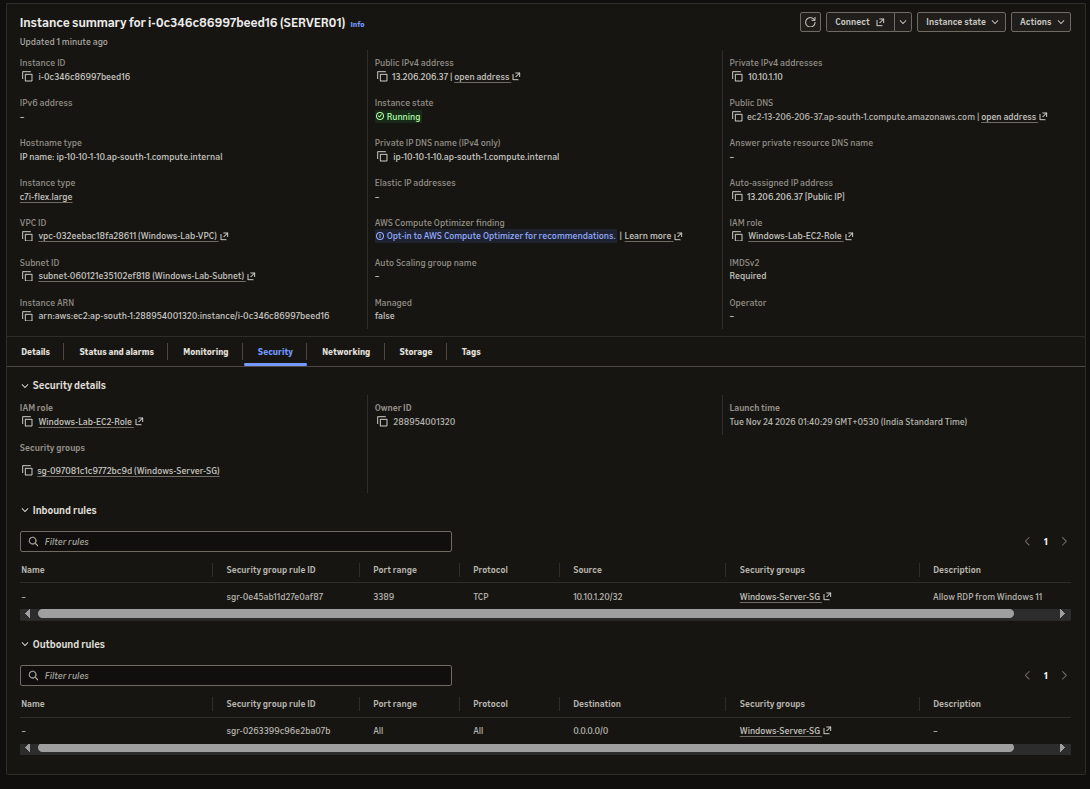 Instance summary for i-0c346c86997beed16 (SERVER01) Info
Connect
Instance state
Actions
Updated 1 minute ago
Instance ID
i-0c346c86997beed16
Public IPv4 address
13.206.206.37 | open address
Private IPv4 addresses
10.10.1.10
IPv6 address
–
Instance state
Running
Public DNS
ec2-13-206-206-37.ap-south-1.compute.amazonaws.com | open address
Hostname type
IP name: ip-10-10-1-10.ap-south-1.compute.internal
Private IP DNS name (IPv4 only)
ip-10-10-1-10.ap-south-1.compute.internal
Answer private resource DNS name
–
Instance type
c7i-flex.large
Elastic IP addresses
–
Auto-assigned IP address
13.206.206.37 [Public IP]
VPC ID
vpc-032eebac18fa28611 (Windows-Lab-VPC)
AWS Compute Optimizer finding
Opt-in to AWS Compute Optimizer for recommendations. | Learn more
IAM role
Windows-Lab-EC2-Role
Subnet ID
subnet-060121e35102ef818 (Windows-Lab-Subnet)
Auto Scaling group name
–
IMDSv2
Required
Instance ARN
arn:aws:ec2:ap-south-1:288954001320:instance/i-0c346c86997beed16
Managed
false
Operator
–
Details
Status and alarms
Monitoring
Security
Networking
Storage
Tags
Security details
IAM role
Windows-Lab-EC2-Role
Owner ID
288954001320
Launch time
Tue Nov 24 2026 01:40:29 GMT+0530 (India Standard Time)
Security groups
sg-097081c1c9772bc9d (Windows-Server-SG)
Inbound rules
Filter rules
1
Name Security group rule ID Port range Protocol Source Security groups Description
– sgr-0e45ab11d27e0af87 3389 TCP 10.10.1.20/32 Windows-Server-SG Allow RDP from Windows 11
Outbound rules
Filter rules
1
Name Security group rule ID Port range Protocol Destination Security groups Description
– sgr-0263399c96e2ba07b All All 0.0.0.0/0 Windows-Server-SG –